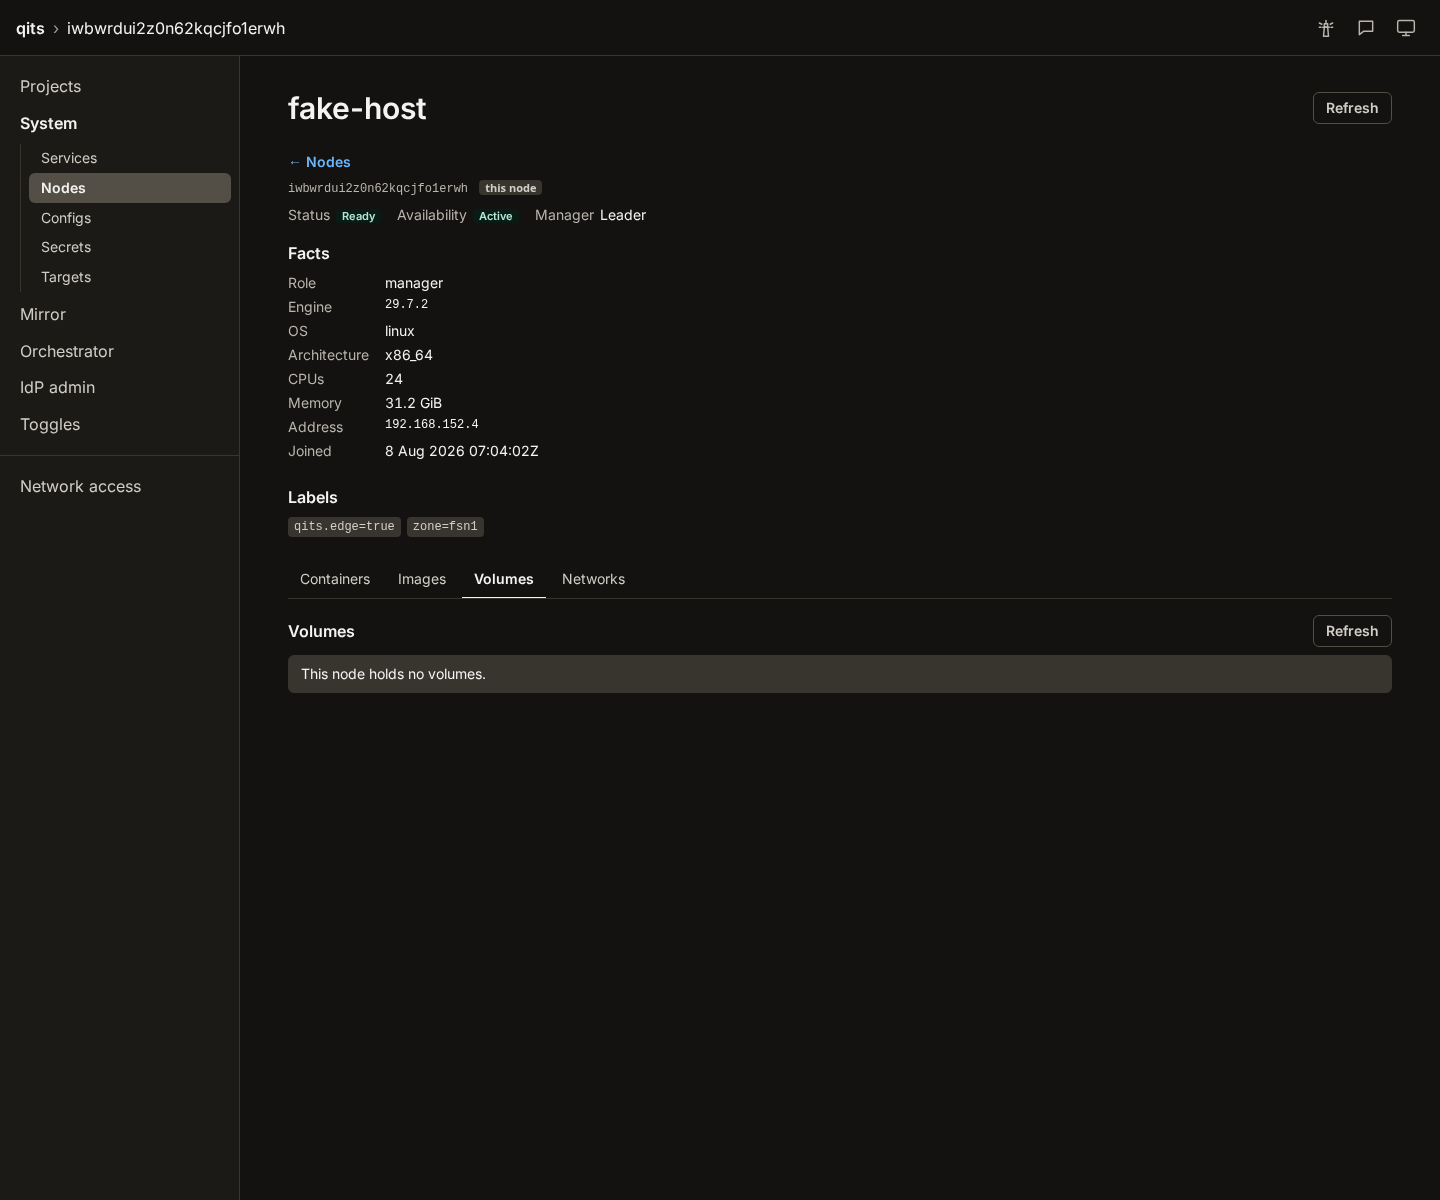 qits › iwbwrdui2z0n62kqcjfo1erwh
Projects
System
Services
Nodes
Configs
Secrets
Targets
Mirror
Orchestrator
IdP admin
Toggles
Network access
fake-host
Refresh
← Nodes
iwbwrdui2z0n62kqcjfo1erwh this node
Status Ready Availability Active Manager Leader
Facts
Role manager
Engine 29.7.2
OS linux
Architecture x86_64
CPUs 24
Memory 31.2 GiB
Address 192.168.152.4
Joined 8 Aug 2026 07:04:02Z
Labels
qits.edge=true zone=fsn1
Containers Images Volumes Networks
Volumes
Refresh
This node holds no volumes.